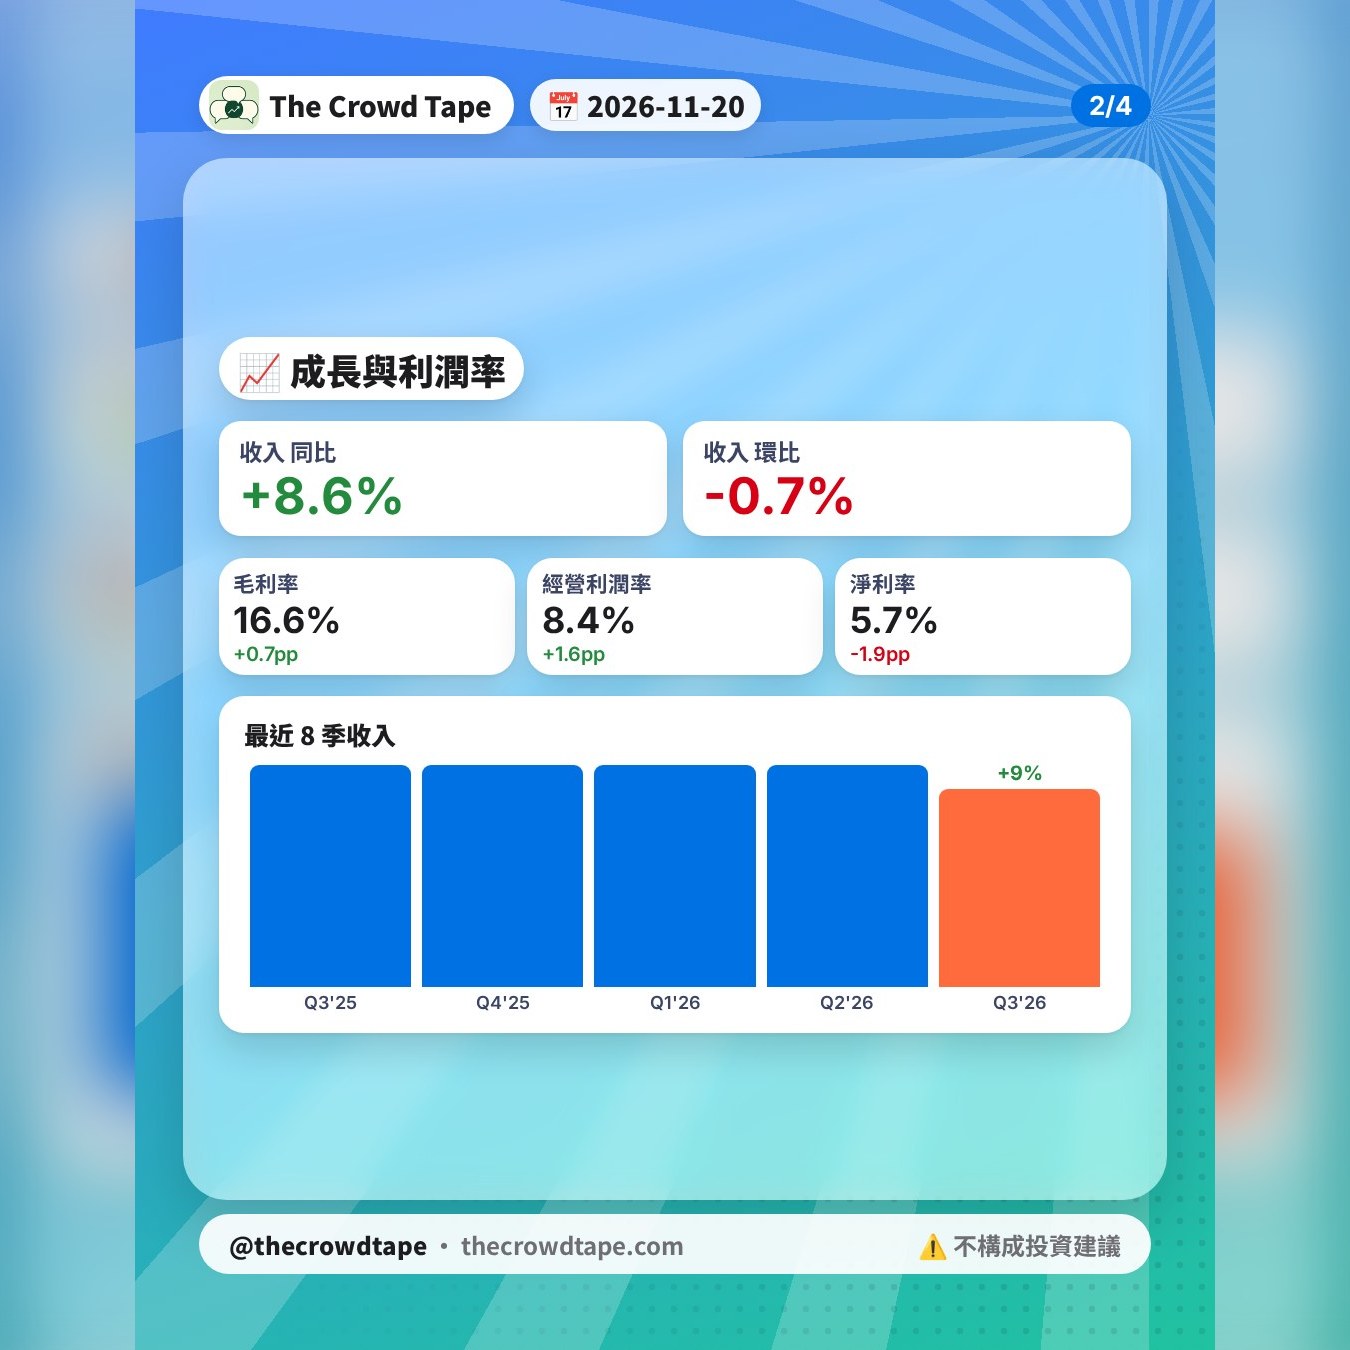 The Crowd Tape
July 17 2026-11-20
2/4
成長與利潤率
收入 同比
+8.6%
收入 環比
-0.7%
毛利率
16.6%
+0.7pp
經營利潤率
8.4%
+1.6pp
淨利率
5.7%
-1.9pp
最近 8 季收入
+9%
Q3'25
Q4'25
Q1'26
Q2'26
Q3'26
@thecrowdtape • thecrowdtape.com
不構成投資建議